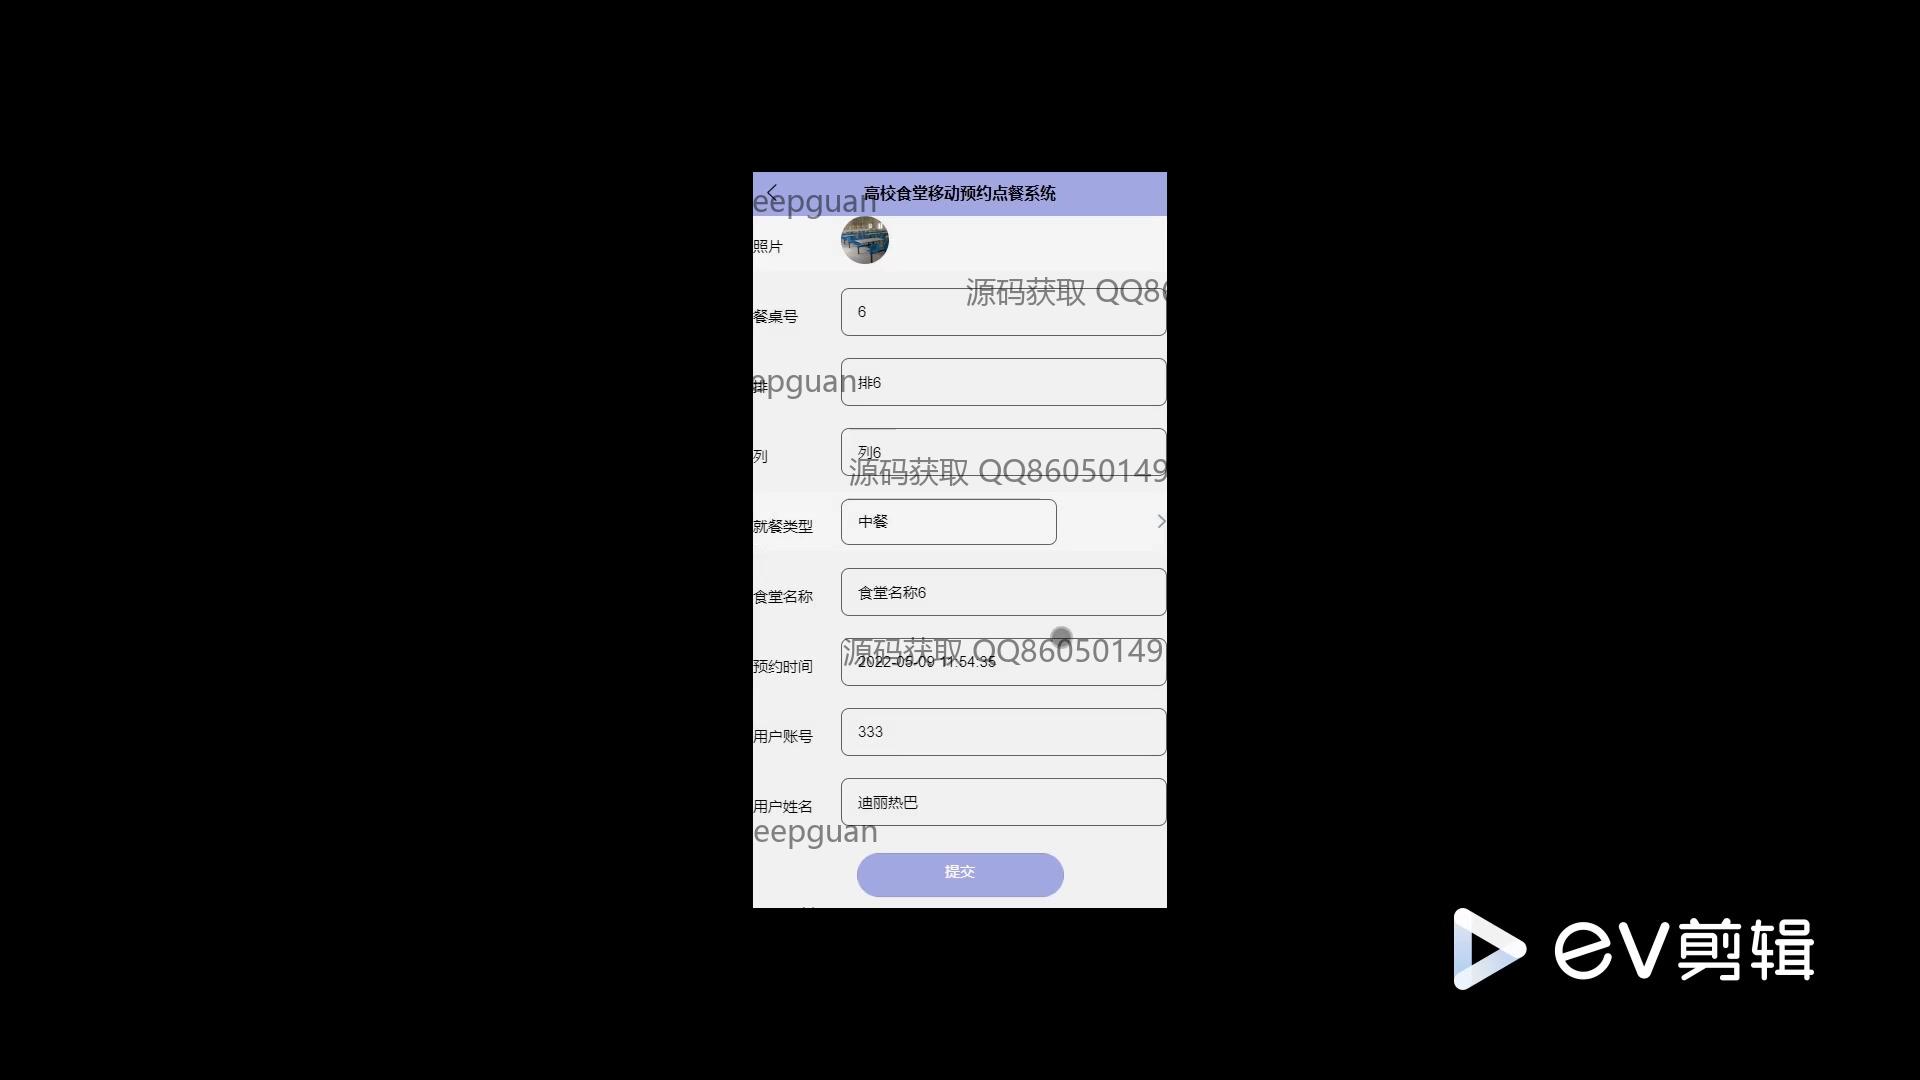 高校食堂移动预约点餐系统
eepguan
照片
源码获取 QQ86
餐桌号
6
排
排6
epguan
列
列6
源码获取 QQ86050149
就餐类型
中餐
食堂名称
食堂名称6
源码获取 QQ86050149
预约时间
2022-05-09 11:54:35
用户账号
333
用户姓名
迪丽热巴
eepguan
提交
ev剪辑